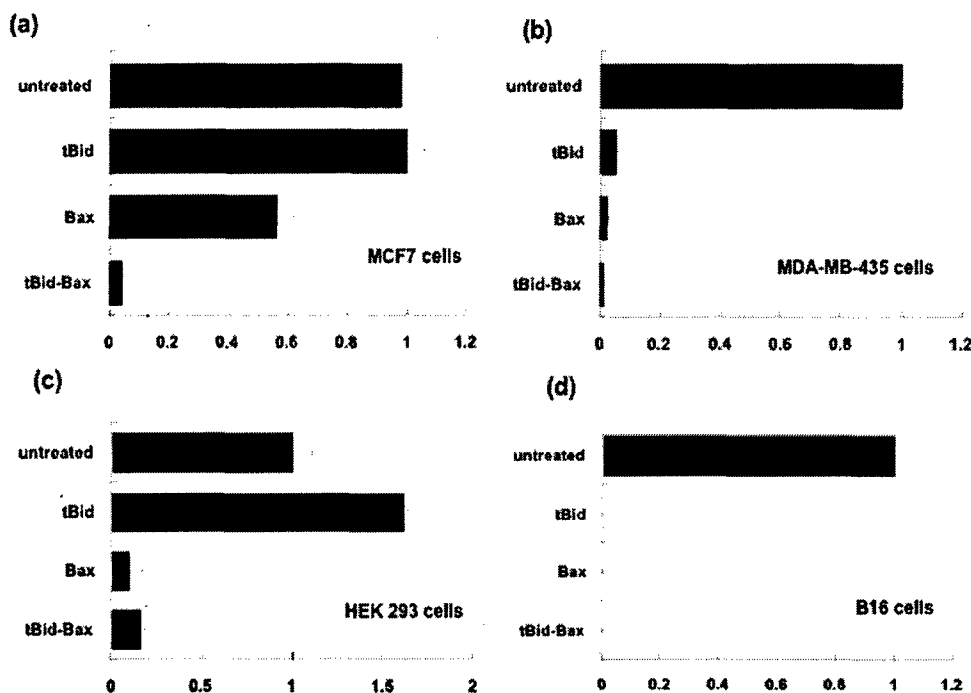 (a)
untreated
tBid
Bax
tBid-Bax
MCF7 cells
0 0.2 0.4 0.6 0.8 1 1.2
(b)
untreated
tBid
Bax
tBid-Bax
MDA-MB-435 cells
0 0.2 0.4 0.6 0.8 1 1.2
(c)
untreated
tBid
Bax
tBid-Bax
HEK 293 cells
0 0.5 1 1.5 2
(d)
untreated
tBid
Bax
tBid-Bax
B16 cells
0 0.2 0.4 0.6 0.8 1 1.2